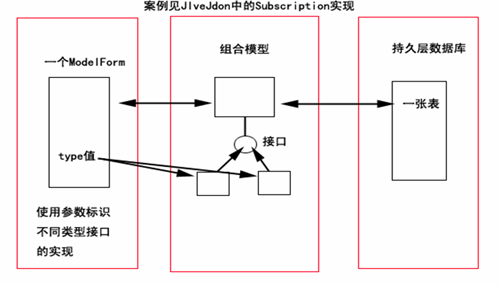 案例见JIveJdon中的Subscription实现
一个ModelForm
type值
使用参数标识
不同类型接口
的实现
组合模型
接口
持久层数据库
一张表